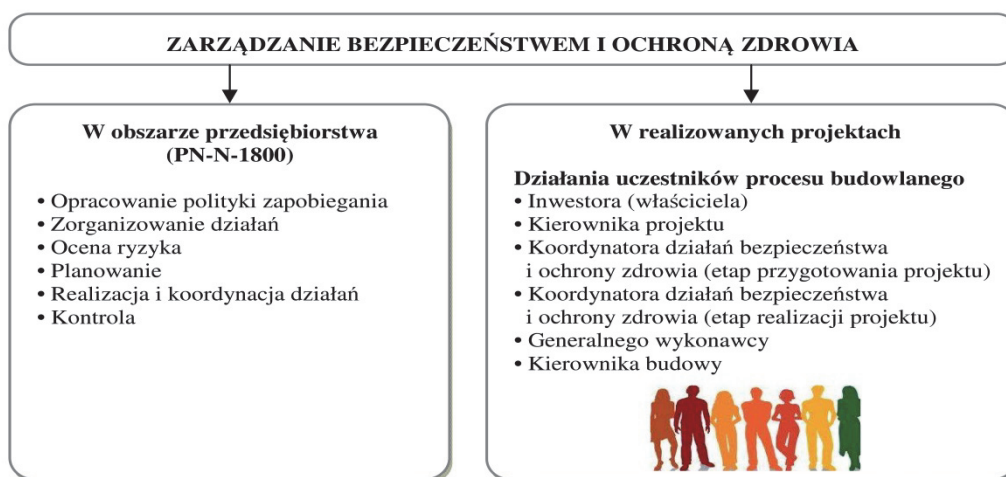 ZARZĄDZANIE BEZPIECZEŃSTWEM I OCHRONĄ ZDROWIA
W obszarze przedsiębiorstwa
(PN-N-1800)
• Opracowanie polityki zapobiegania
• Zorganizowanie działań
• Ocena ryzyka
• Planowanie
• Realizacja i koordynacja działań
• Kontrola
W realizowanych projektach
Działania uczestników procesu budowlanego
• Inwestora (właściciela)
• Kierownika projektu
• Koordynatora działań bezpieczeństwa
i ochrony zdrowia (etap przygotowania projektu)
• Koordynatora działań bezpieczeństwa
i ochrony zdrowia (etap realizacji projektu)
• Generalnego wykonawcy
• Kierownika budowy